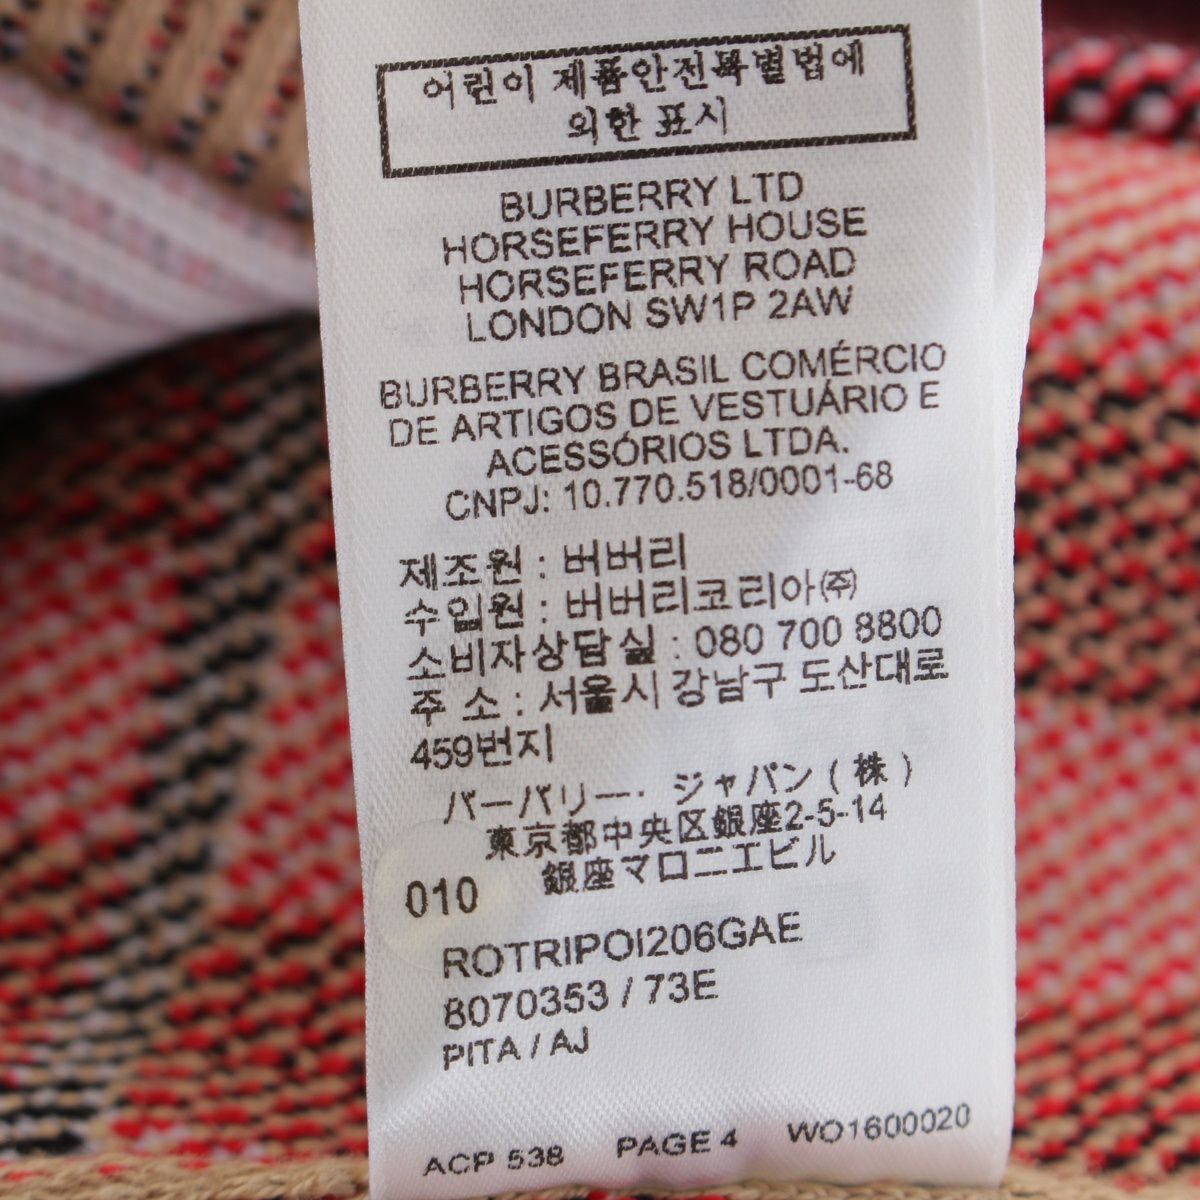 어린이 제품안전특별법에
의한 표시
BURBERRY LTD
HORSEFERRY HOUSE
HORSEFERRY ROAD
LONDON SW1P 2AW
BURBERRY BRASIL COMÉRCIO
DE ARTIGOS DE VESTUÁRIO E
ACESSÓRIOS LTDA.
CNPJ: 10.770.518/0001-68
제조원 : 버버리
수입원 : 버버리코리아㈜
소비자상담실 : 080 700 8800
주 소 : 서울시 강남구 도산대로
459번지
バーバリー・ジャパン(株)
東京都中央区銀座2-5-14
銀座マロニエビル
010
ROTRIPOI206GAE
8070353 / 73E
PITA / AJ
ACP 538 PAGE 4 WO1600020